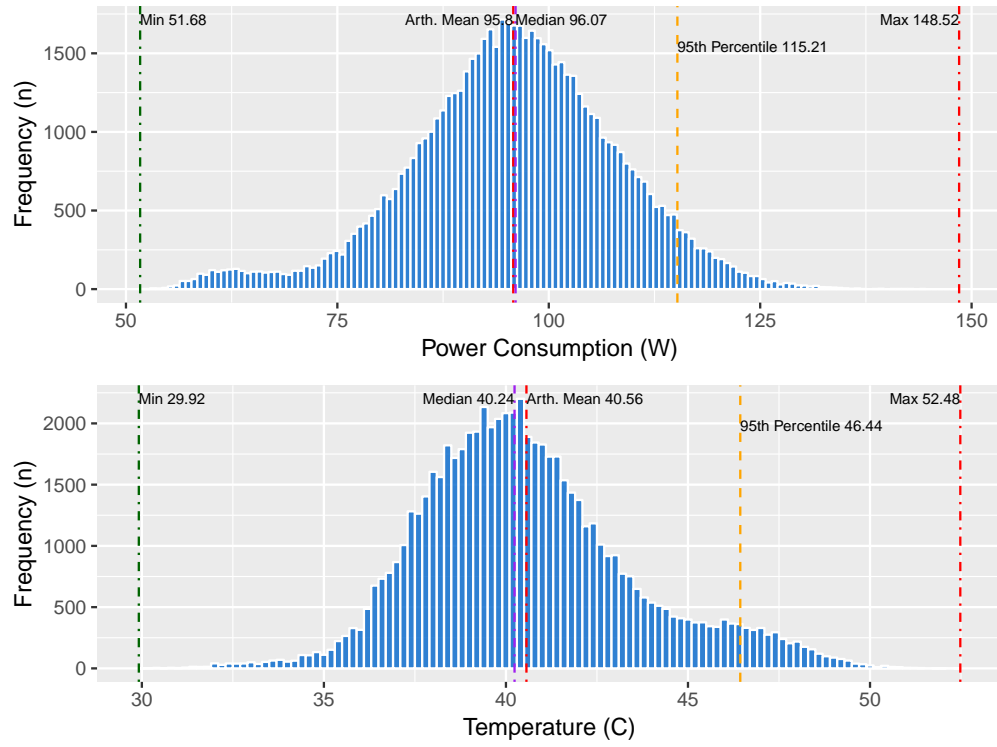 Min 51.68
Arth. Mean 95.8
Median 96.07
Max 148.52
95th Percentile 115.21
1500
1000
500
0
Frequency (n)
50 75 100 125 150
Power Consumption (W)
Min 29.92
Median 40.24
Arth. Mean 40.56
Max 52.48
95th Percentile 46.44
2000
1500
1000
500
0
Frequency (n)
30 35 40 45 50
Temperature (C)